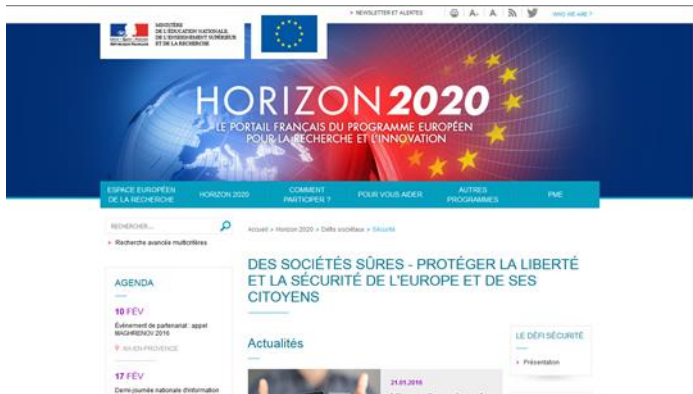 » NEWSLETTER ET ALERTES
A- A
WHO WE ARE ?
MINISTÈRE
DE L'ÉDUCATION NATIONALE,
DE L'ENSEIGNEMENT SUPÉRIEUR
ET DE LA RECHERCHE
HORIZON 2020
LE PORTAIL FRANÇAIS DU PROGRAMME EUROPÉEN
POUR LA RECHERCHE ET L'INNOVATION
ESPACE EUROPÉEN
DE LA RECHERCHE
HORIZON 2020
COMMENT
PARTICIPER ?
POUR VOUS AIDER
AUTRES
PROGRAMMES
PME
RECHERCHER...
» Recherche avancée multicritères
Accueil » Horizon 2020 » Défis sociétaux » Sécurité
DES SOCIÉTÉS SÛRES - PROTÉGER LA LIBERTÉ
ET LA SÉCURITÉ DE L'EUROPE ET DE SES
CITOYENS
AGENDA
10 FÉV
Événement de partenariat : appel
MAGHRENOV 2016
AIX-EN-PROVENCE
17 FÉV
Demi-journée nationale d'information
Actualités
21.01.2016
LE DÉFI SÉCURITÉ
» Présentation